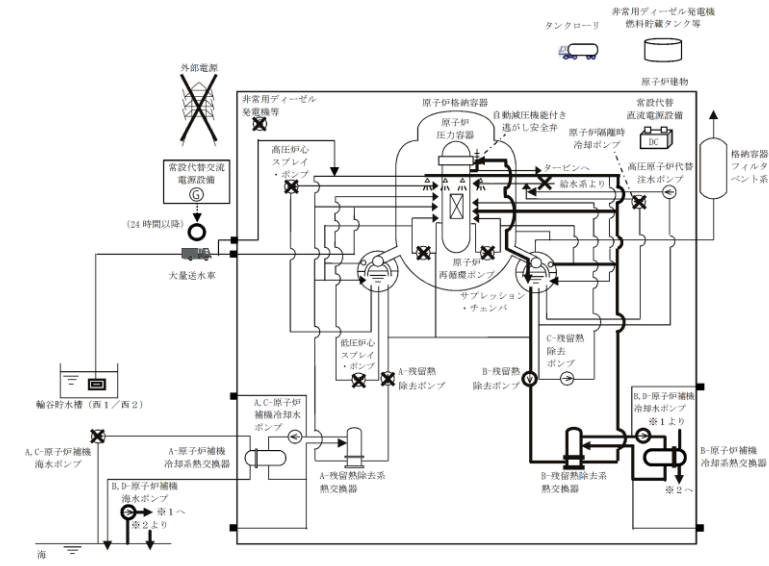 非常用ディーゼル発電機
燃料貯蔵タンク等
タンクローリ
原子炉建物
外部電源
非常用ディーゼル
発電機等
原子炉格納容器
原子炉
圧力容器
自動減圧機能付き
逃がし安全弁
常設代替
直流電源設備
DC
原子炉隔離時
冷却ポンプ
高圧炉心
スプレイ
・ポンプ
タービンへ
給水系より
高圧原子炉代替
注水ポンプ
格納容器
フィルタ
ベント系
常設代替交流
電源設備
G
(24時間以降)
大量送水車
原子炉
再循環ポンプ
サプレッション
・チェンバ
低圧炉心
スプレイ
・ポンプ
A-残留熱
除去ポンプ
B-残留熱
除去ポンプ
C-残留熱
除去
ポンプ
輪谷貯水槽(西1/西2)
A,C-原子炉
補機冷却水
ポンプ
B,D-原子炉補機
冷却水ポンプ
※1より
A,C-原子炉補機
海水ポンプ
A-原子炉補機
冷却系熱交換器
A-残留熱除去系
熱交換器
B-残留熱除去系
熱交換器
B-原子炉補機
冷却系熱交換器
※2へ
B,D-原子炉補機
海水ポンプ
※1へ
※2より
海